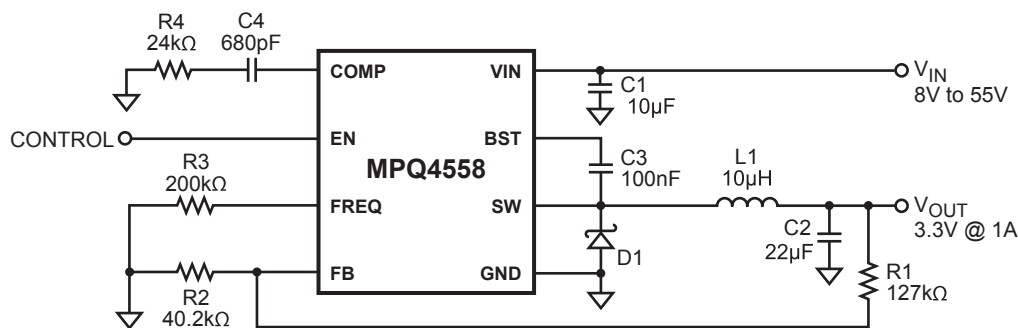 R4
24kΩ
C4
680pF
COMP
VIN
V_IN
8V to 55V
C1
10µF
CONTROL
EN
BST
MPQ4558
C3
100nF
L1
10µH
R3
200kΩ
FREQ
SW
V_OUT
3.3V @ 1A
C2
22µF
D1
FB
GND
R2
40.2kΩ
R1
127kΩ